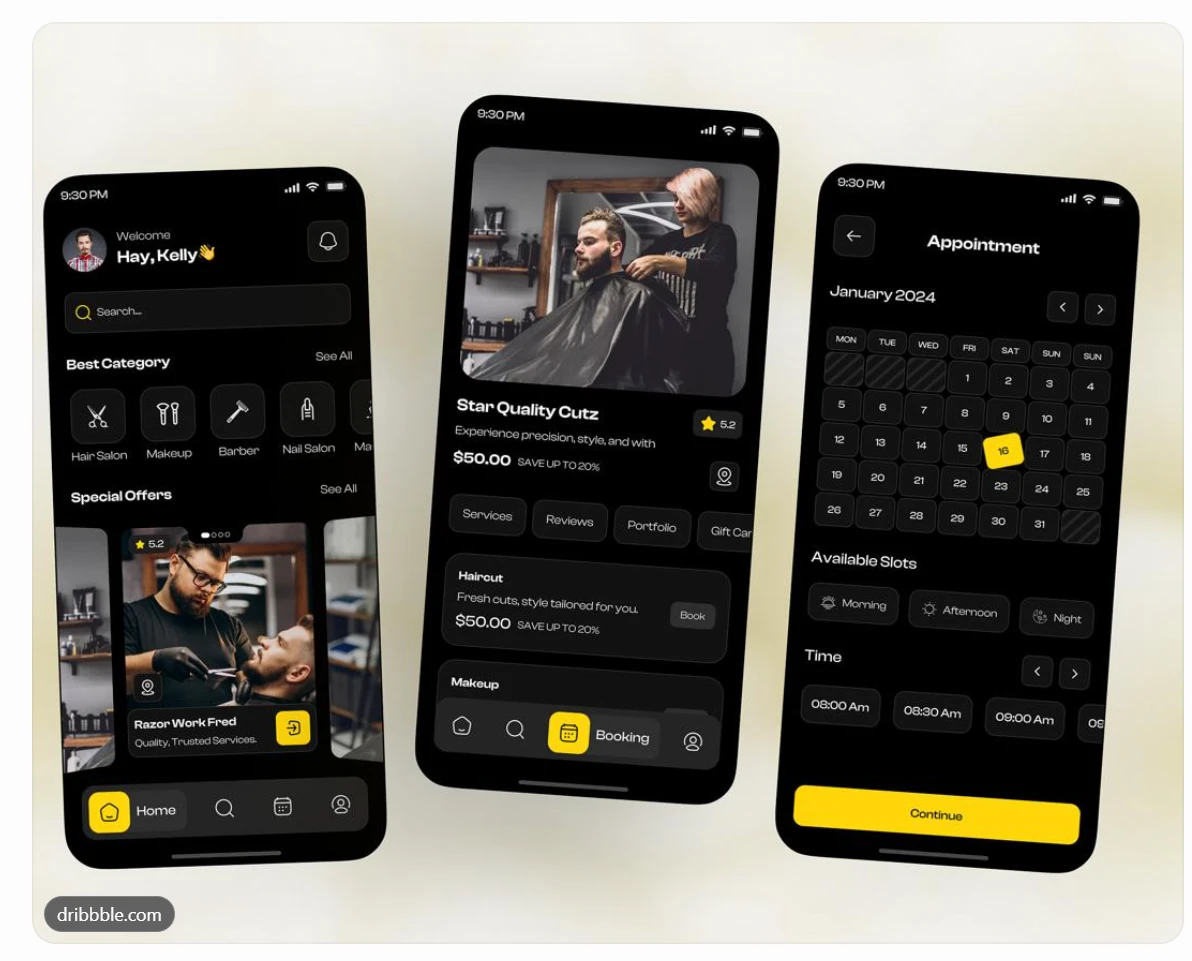 9:30 PM
Welcome
Hay, Kelly👋
Search...
Best Category
See All
Hair Salon
Makeup
Barber
Nail Salon
Ma
Special Offers
See All
5.2
Razor Work Fred
Quality, Trusted Services.
Home
9:30 PM
Star Quality Cutz
5.2
Experience precision, style, and with
$50.00 SAVE UP TO 20%
Services
Reviews
Portfolio
Gift Car
Haircut
Fresh cuts, style tailored for you.
Book
$50.00 SAVE UP TO 20%
Makeup
Booking
9:30 PM
Appointment
January 2024
MON TUE WED FRI SAT SUN SUN
1 2 3 4
5 6 7 8 9 10 11
12 13 14 15 16 17 18
19 20 21 22 23 24 25
26 27 28 29 30 31
Available Slots
Morning
Afternoon
Night
Time
08:00 Am
08:30 Am
09:00 Am
09
Continue
dribbble.com